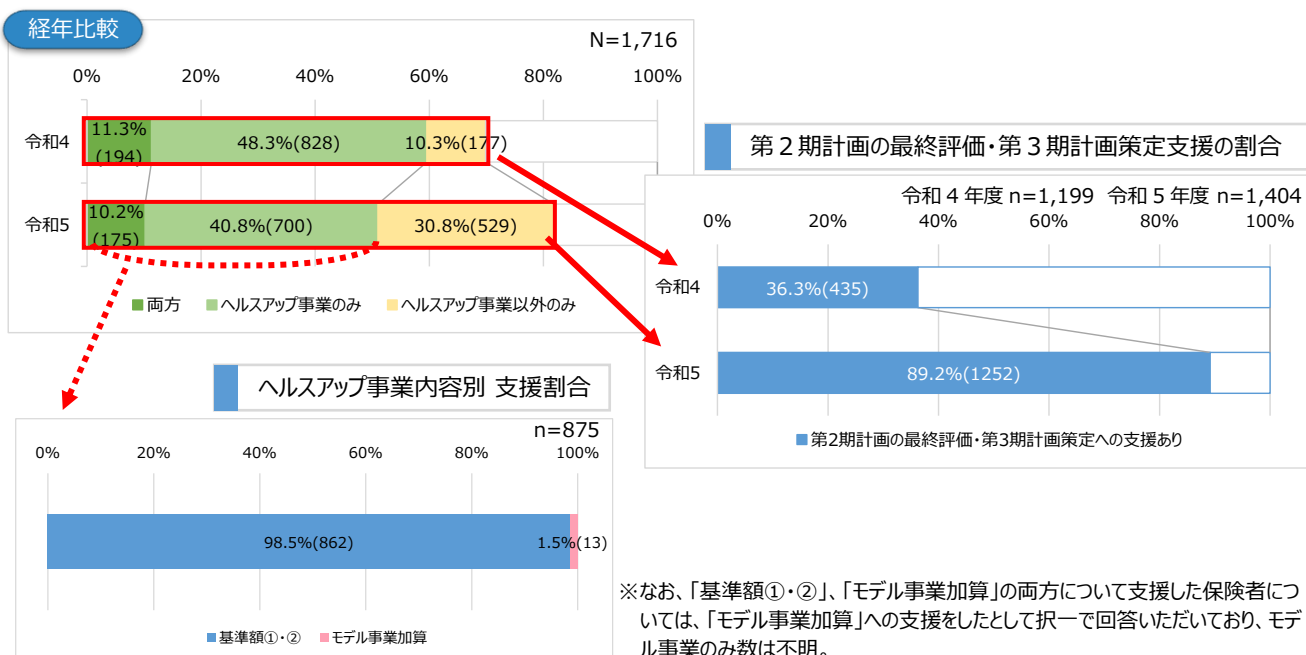 経年比較
N=1,716
0% 20% 40% 60% 80% 100%
令和4
11.3%
(194)
48.3%(828)
10.3%(177)
令和5
10.2%
(175)
40.8%(700)
30.8%(529)
両方 ヘルスアップ事業のみ ヘルスアップ事業以外のみ
第２期計画の最終評価・第３期計画策定支援の割合
令和４年度 n=1,199 令和５年度 n=1,404
0% 20% 40% 60% 80% 100%
令和4
36.3%(435)
令和5
89.2%(1252)
第2期計画の最終評価・第3期計画策定への支援あり
ヘルスアップ事業内容別 支援割合
n=875
0% 20% 40% 60% 80% 100%
98.5%(862)
1.5%(13)
基準額①・② モデル事業加算
※なお、「基準額①・②」、「モデル事業加算」の両方について支援した保険者につ
いては、「モデル事業加算」への支援をしたとして択一で回答いただいており、モデ
ル事業のみ数は不明。